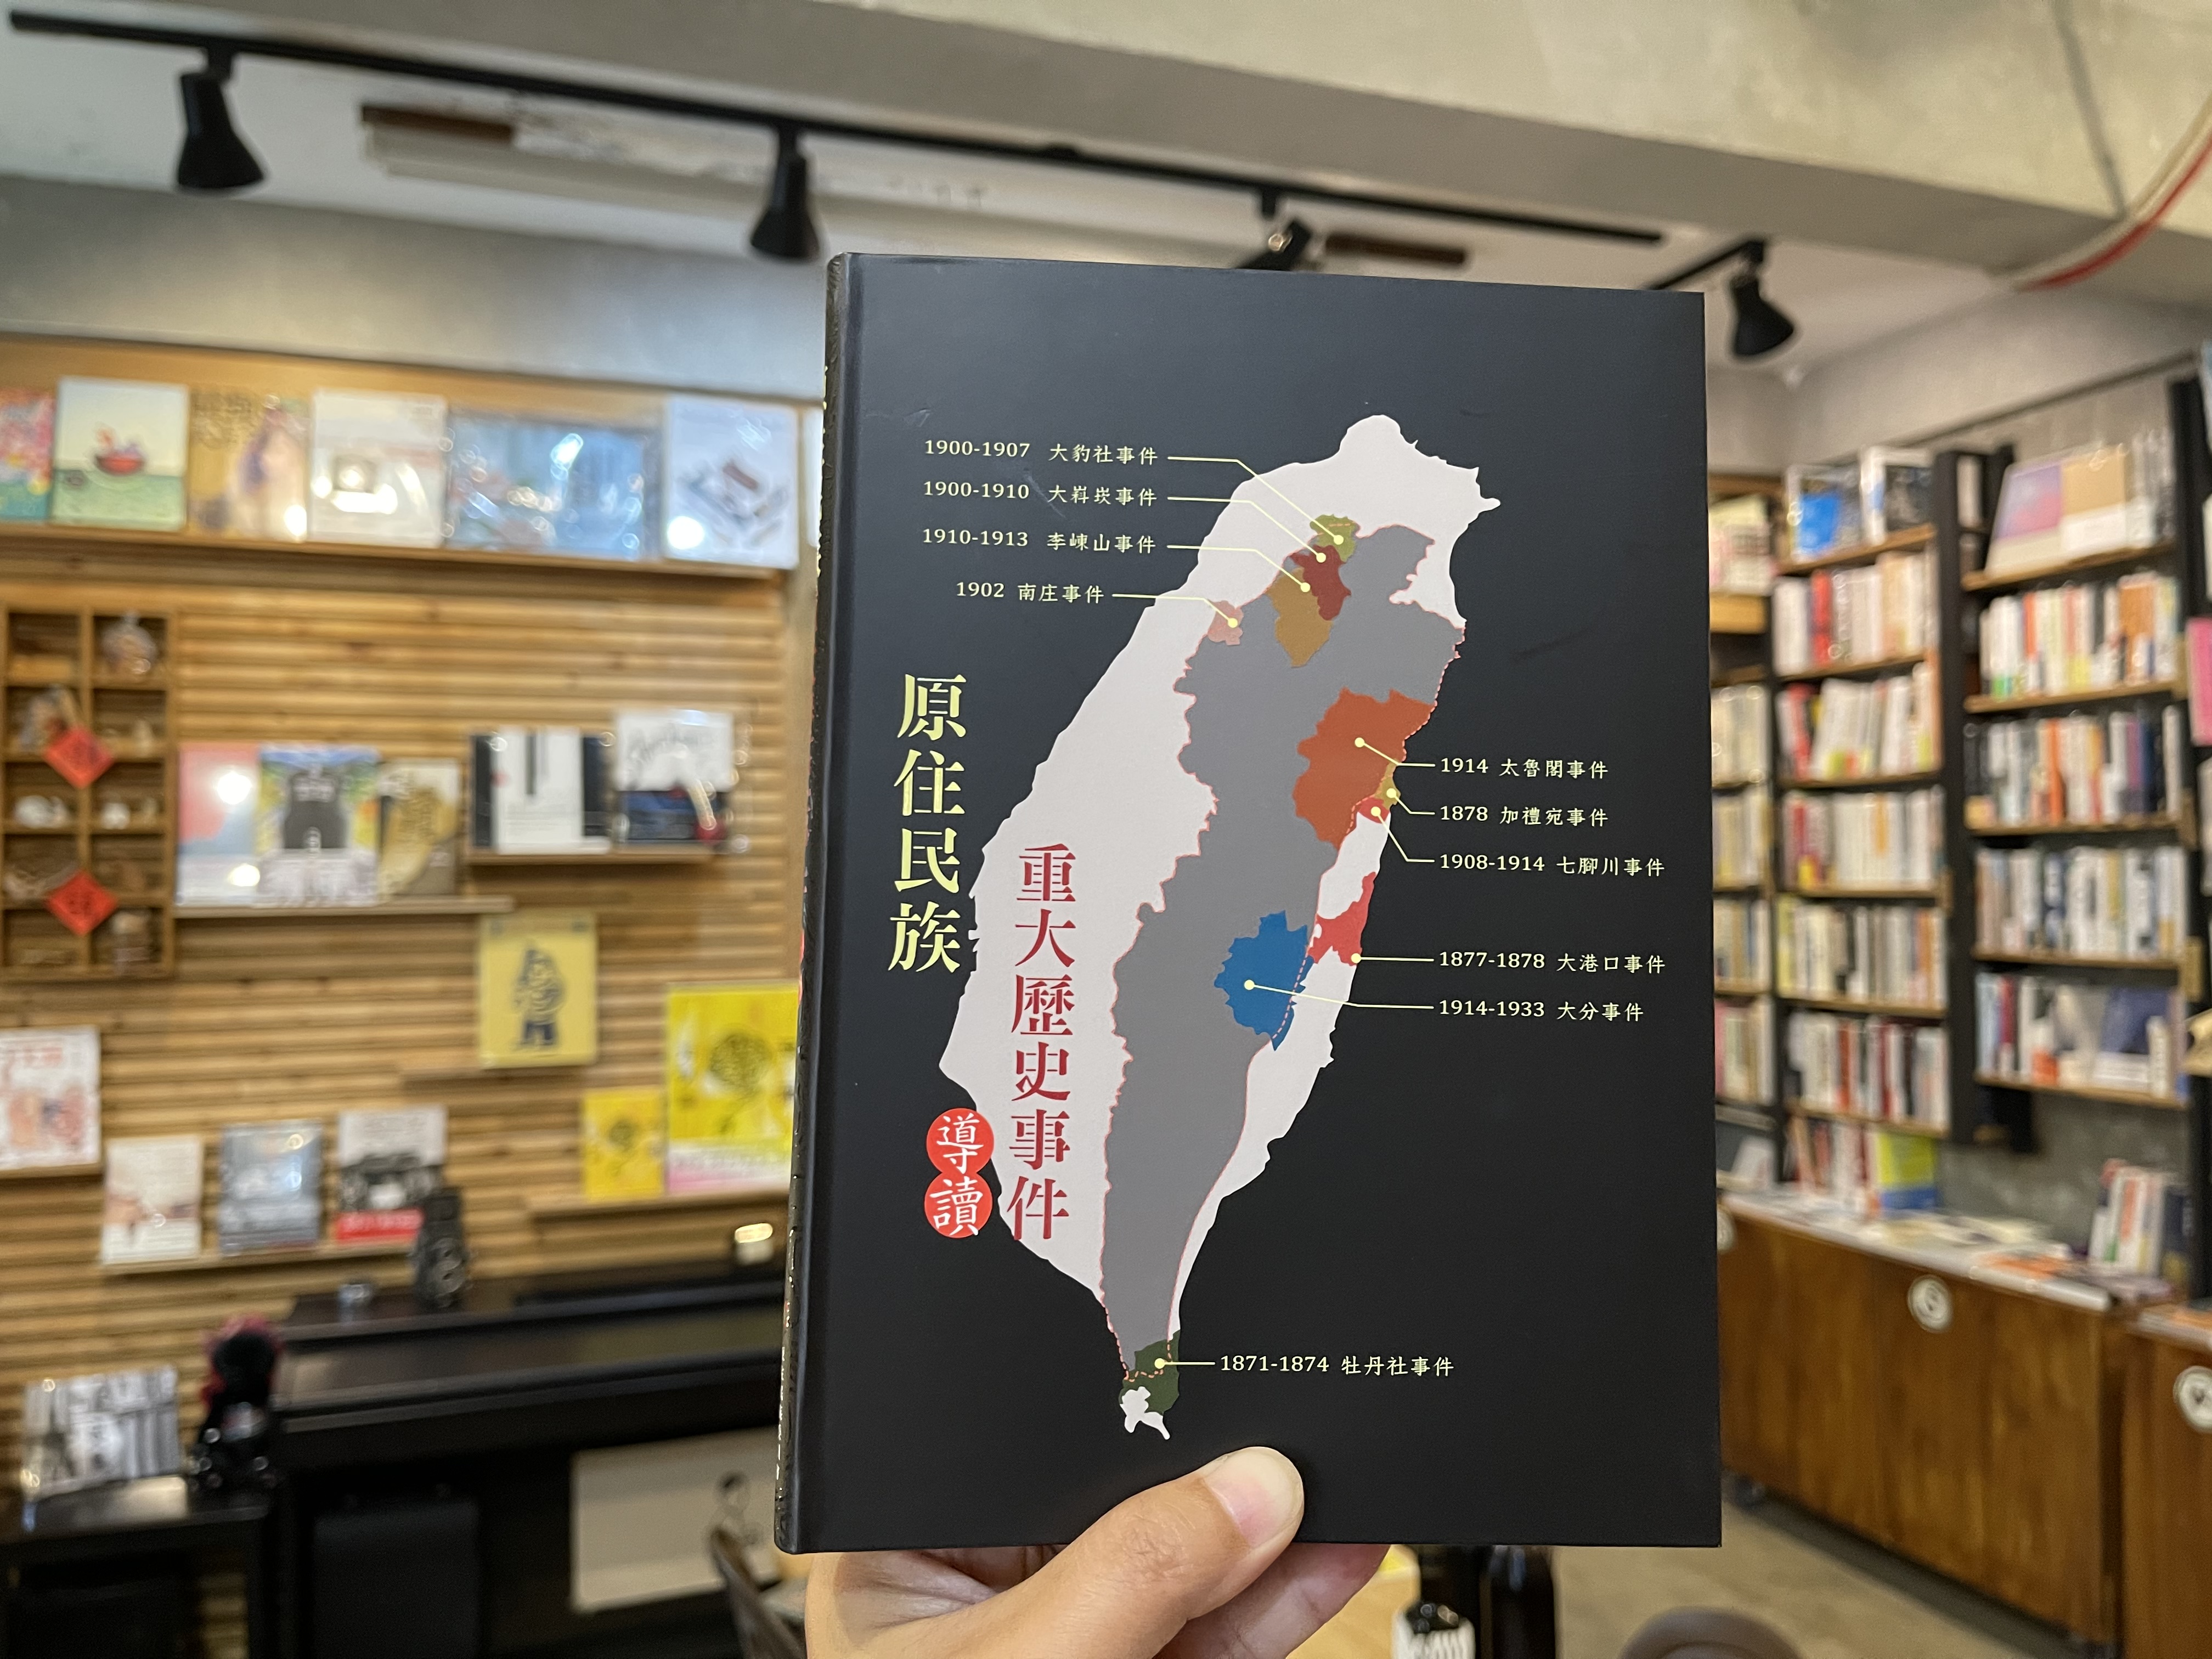 1900-1907 大豹社事件
1900-1910 大嵙崁事件
1910-1913 李崠山事件
1902 南庄事件
原住民族
重大歷史事件
導讀
1914 太魯閣事件
1878 加禮宛事件
1908-1914 七腳川事件
1877-1878 大港口事件
1914-1933 大分事件
1871-1874 牡丹社事件